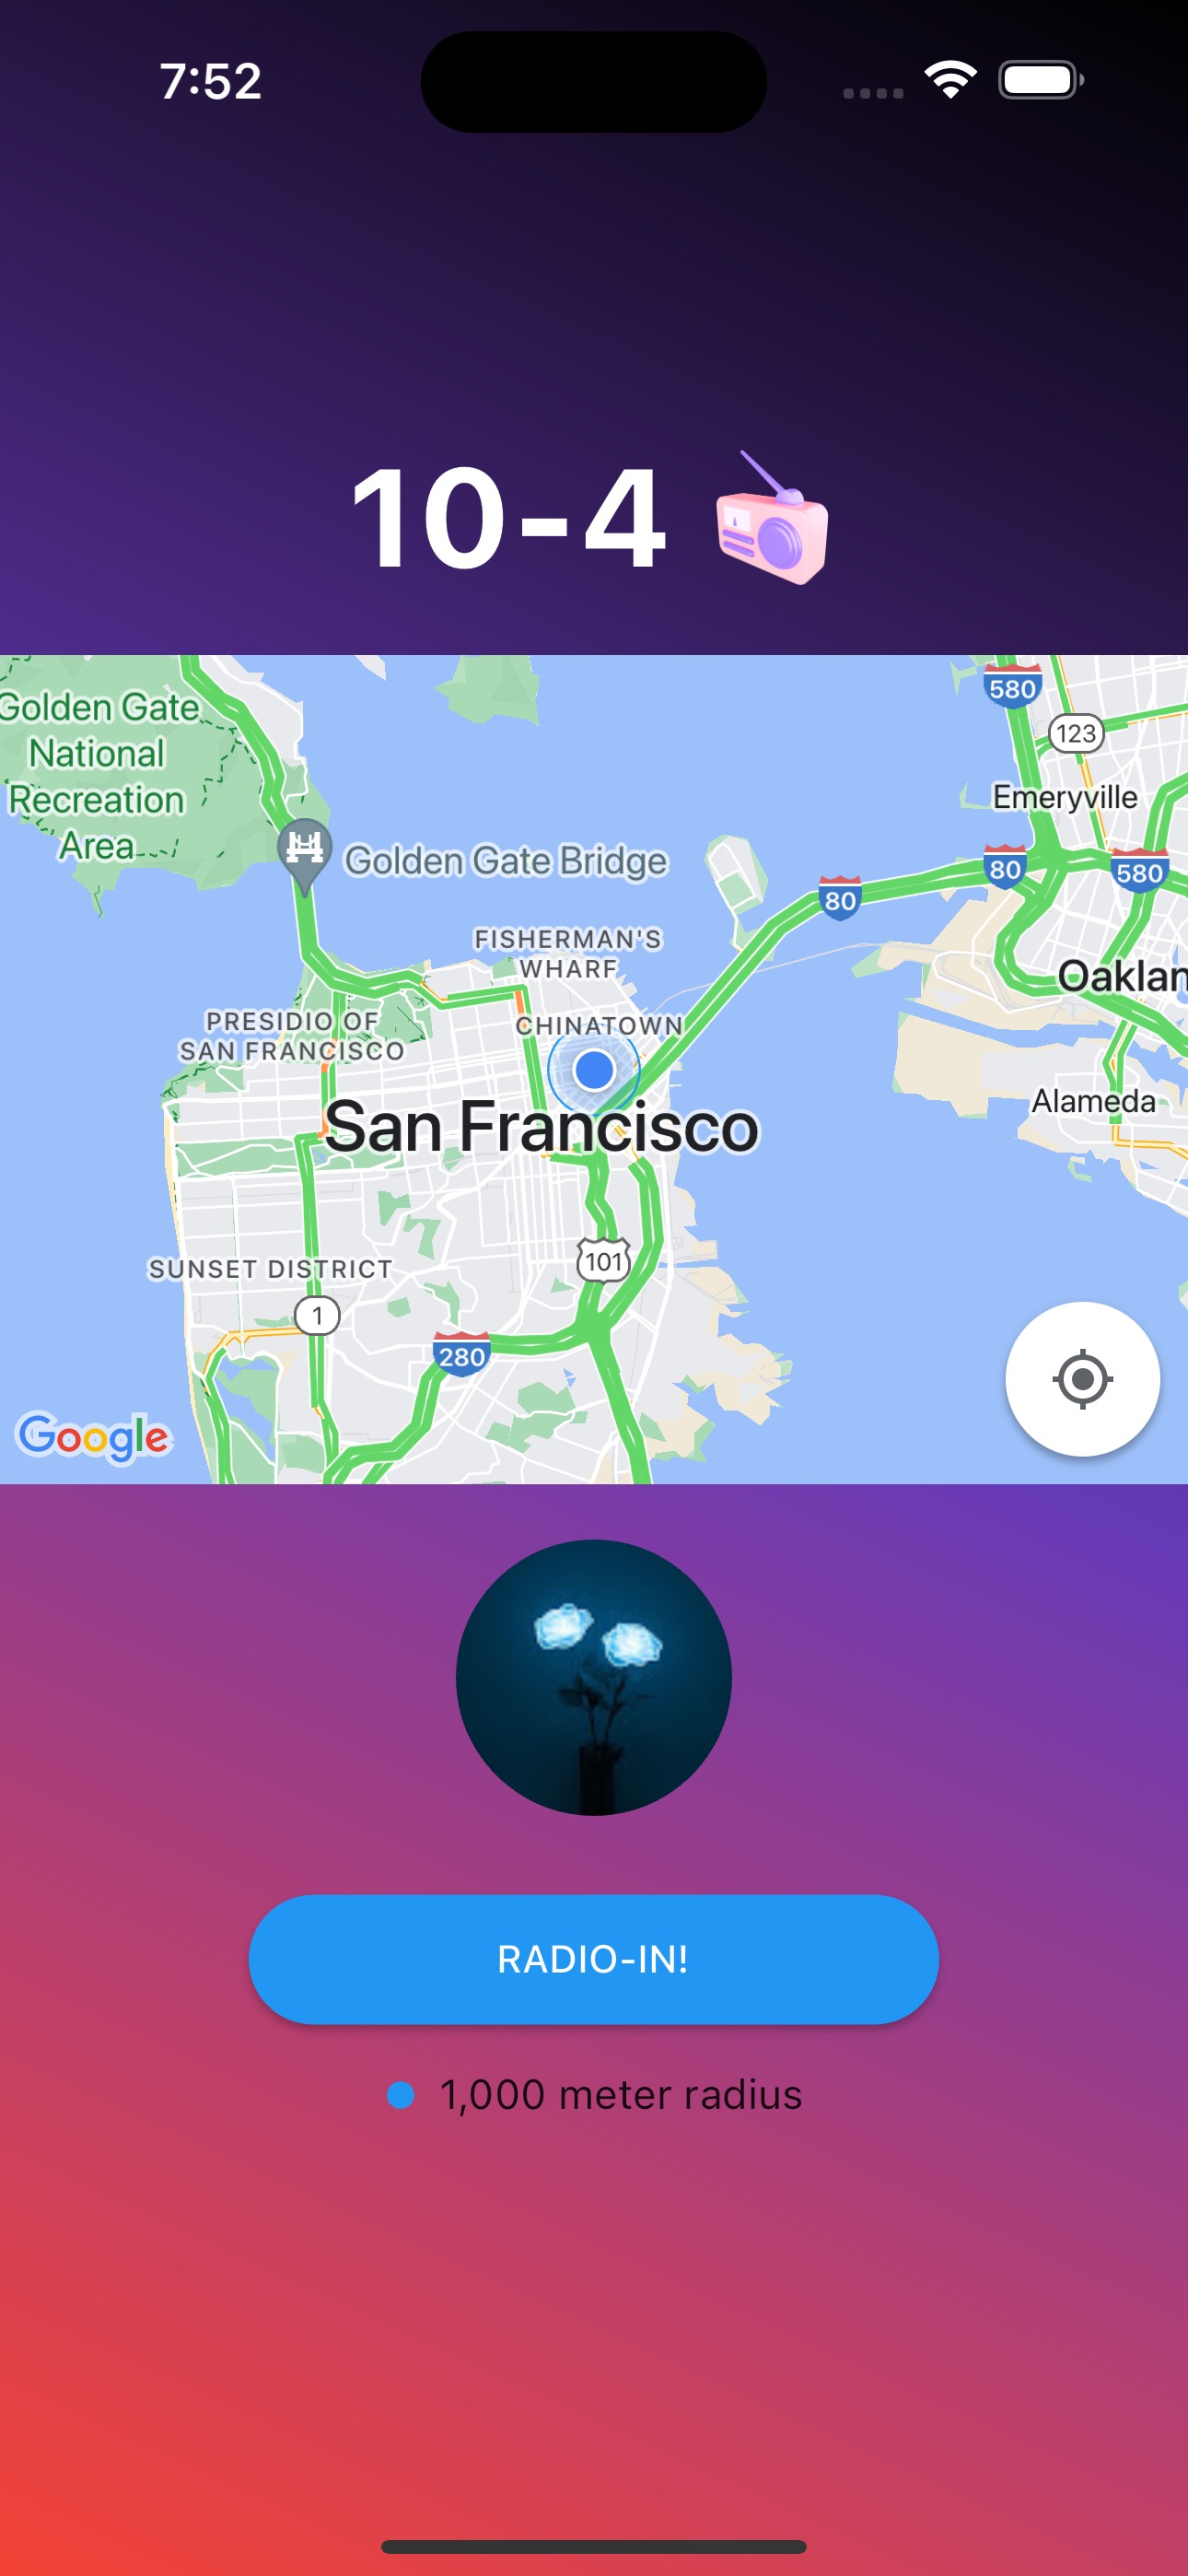 7:52
10-4
Golden Gate
National
Recreation
Area
580
123
Emeryville
Golden Gate Bridge
80
580
80
FISHERMAN'S
WHARF
Oaklan
PRESIDIO OF
SAN FRANCISCO
CHINATOWN
Alameda
San Francisco
SUNSET DISTRICT
101
1
280
Google
RADIO-IN!
1,000 meter radius